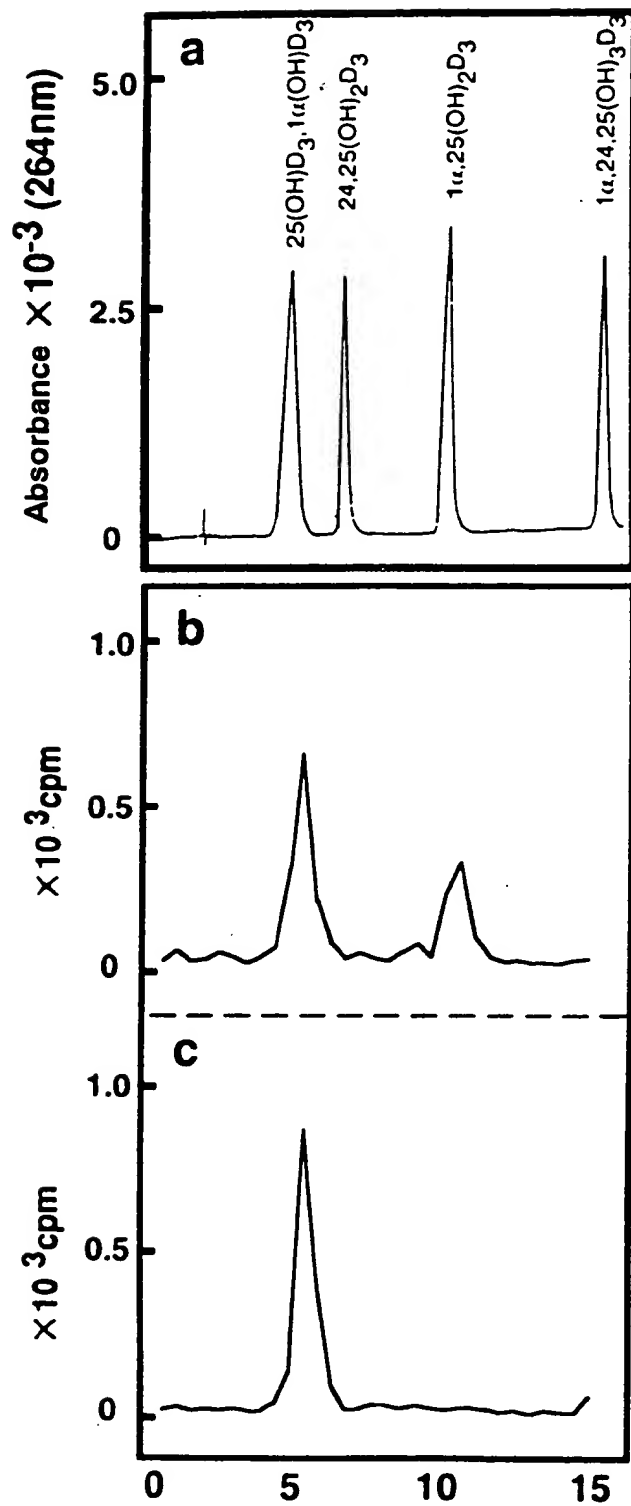 a
Absorbance ×10⁻³ (264nm)
5.0
2.5
0
25(OH)D₃,1α(OH)D₃
24,25(OH)₂D₃
1α,25(OH)₂D₃
1α,24,25(OH)₃D₃
b
×10³cpm
1.0
0.5
0
c
×10³cpm
1.0
0.5
0
0 5 10 15